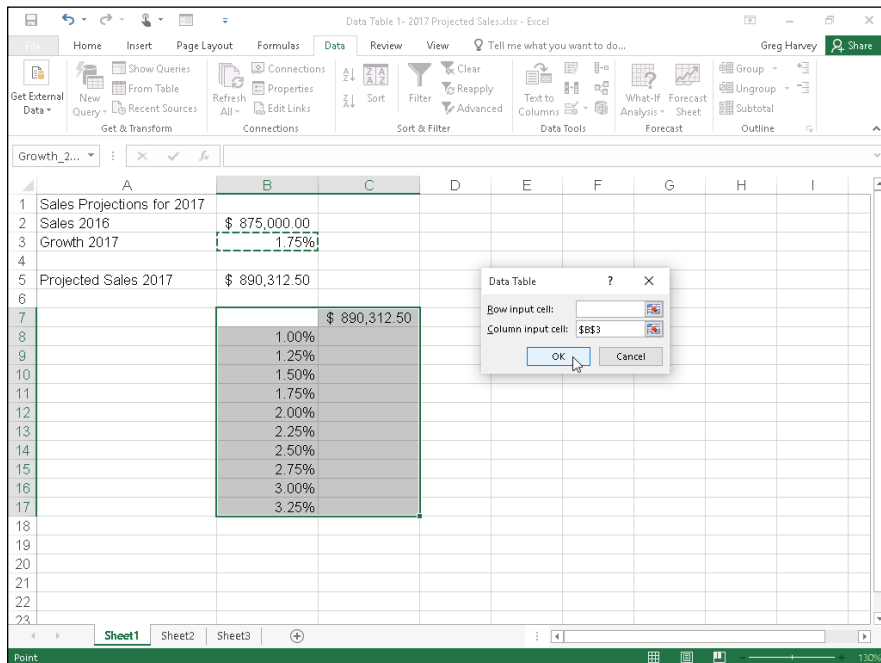 Data Table 1- 2017 Projected Sales.xlsx - Excel
File Home Insert Page Layout Formulas Data Review View Tell me what you want to do... Greg Harvey Share
Get External Data
New Query
Show Queries
From Table
Recent Sources
Get & Transform
Refresh All
Connections
Properties
Edit Links
Connections
Sort
Filter
Clear
Reapply
Advanced
Sort & Filter
Text to Columns
Data Tools
What-If Analysis
Forecast Sheet
Forecast
Group
Ungroup
Subtotal
Outline
Growth_2... fx
A B C D E F G H I
1 Sales Projections for 2017
2 Sales 2016 $ 875,000.00
3 Growth 2017 1.75%
4
5 Projected Sales 2017 $ 890,312.50
6
7 $ 890,312.50
8 1.00%
9 1.25%
10 1.50%
11 1.75%
12 2.00%
13 2.25%
14 2.50%
15 2.75%
16 3.00%
17 3.25%
18
19
20
21
22
23
Data Table ?
Row input cell:
Column input cell: $B$3
OK Cancel
Sheet1 Sheet2 Sheet3
Point 130%